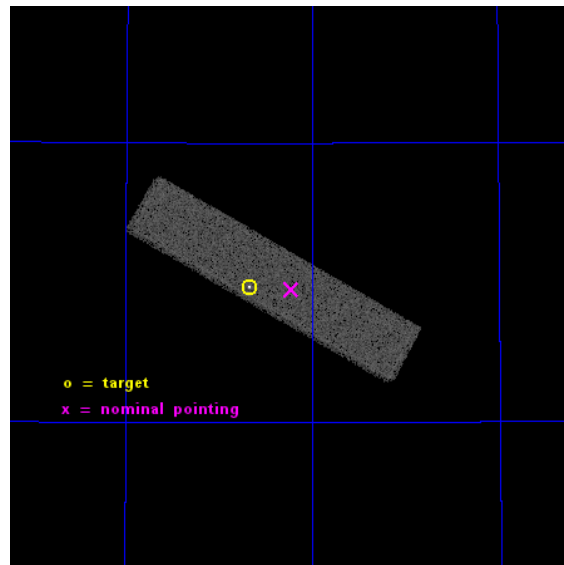 o = target
x = nominal pointing